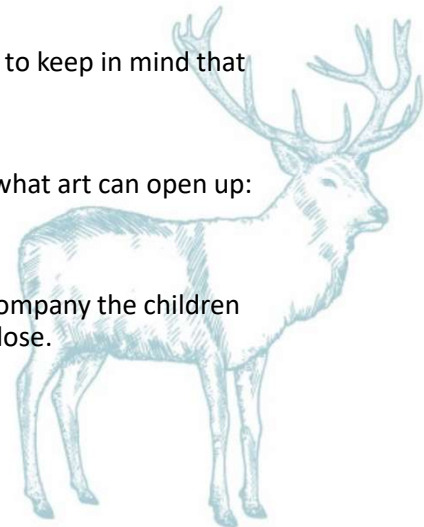 to keep in mind that
what art can open up:
ompany the children
lose.